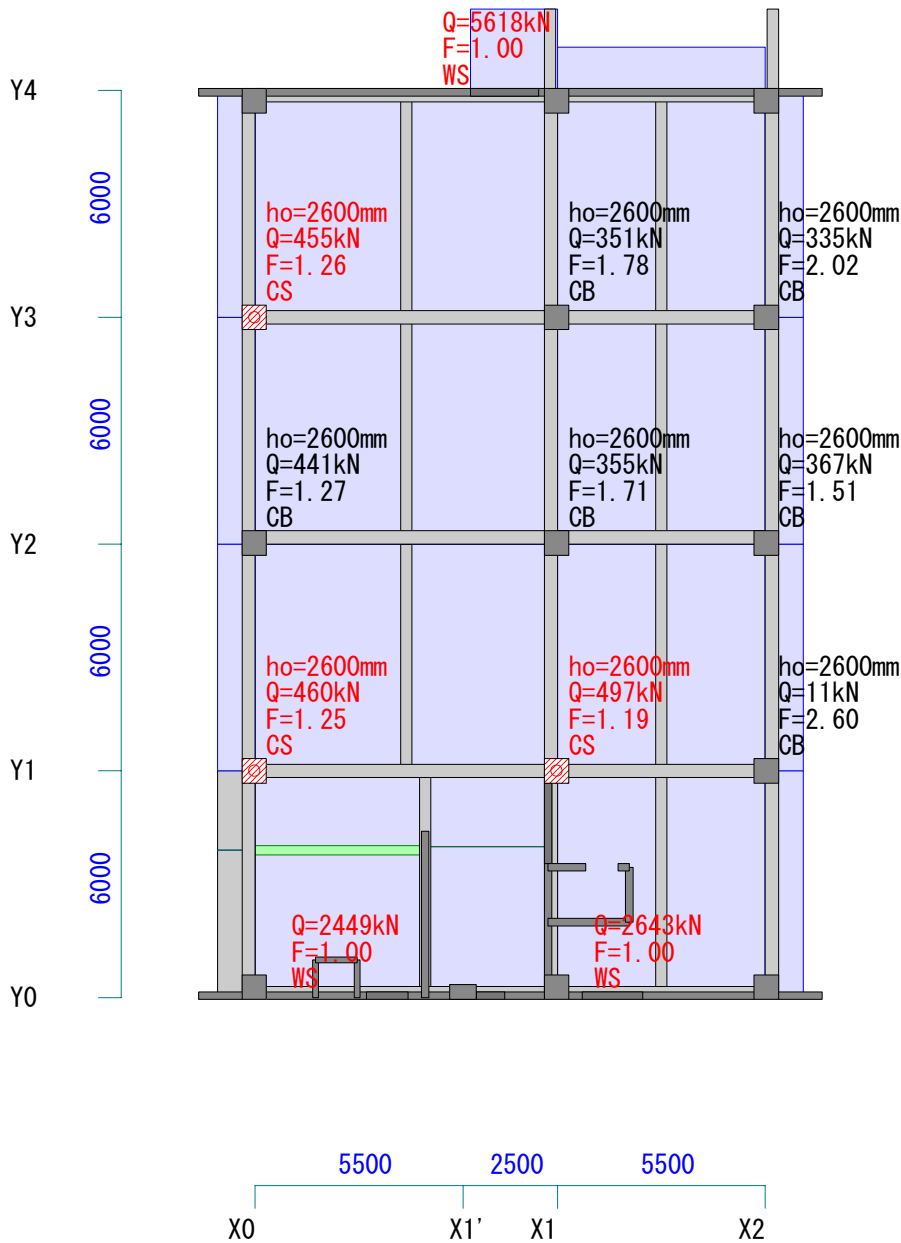 Q=5618kN
F=1.00
WS
Y4
6000
ho=2600mm
Q=455kN
F=1.26
CS
ho=2600mm
Q=351kN
F=1.78
CB
ho=2600mm
Q=335kN
F=2.02
CB
Y3
6000
ho=2600mm
Q=441kN
F=1.27
CB
ho=2600mm
Q=355kN
F=1.71
CB
ho=2600mm
Q=367kN
F=1.51
CB
Y2
6000
ho=2600mm
Q=460kN
F=1.25
CS
ho=2600mm
Q=497kN
F=1.19
CS
ho=2600mm
Q=11kN
F=2.60
CB
Y1
6000
Q=2449kN
F=1.00
WS
Q=2643kN
F=1.00
WS
Y0
5500
2500
5500
X0
X1'
X1
X2